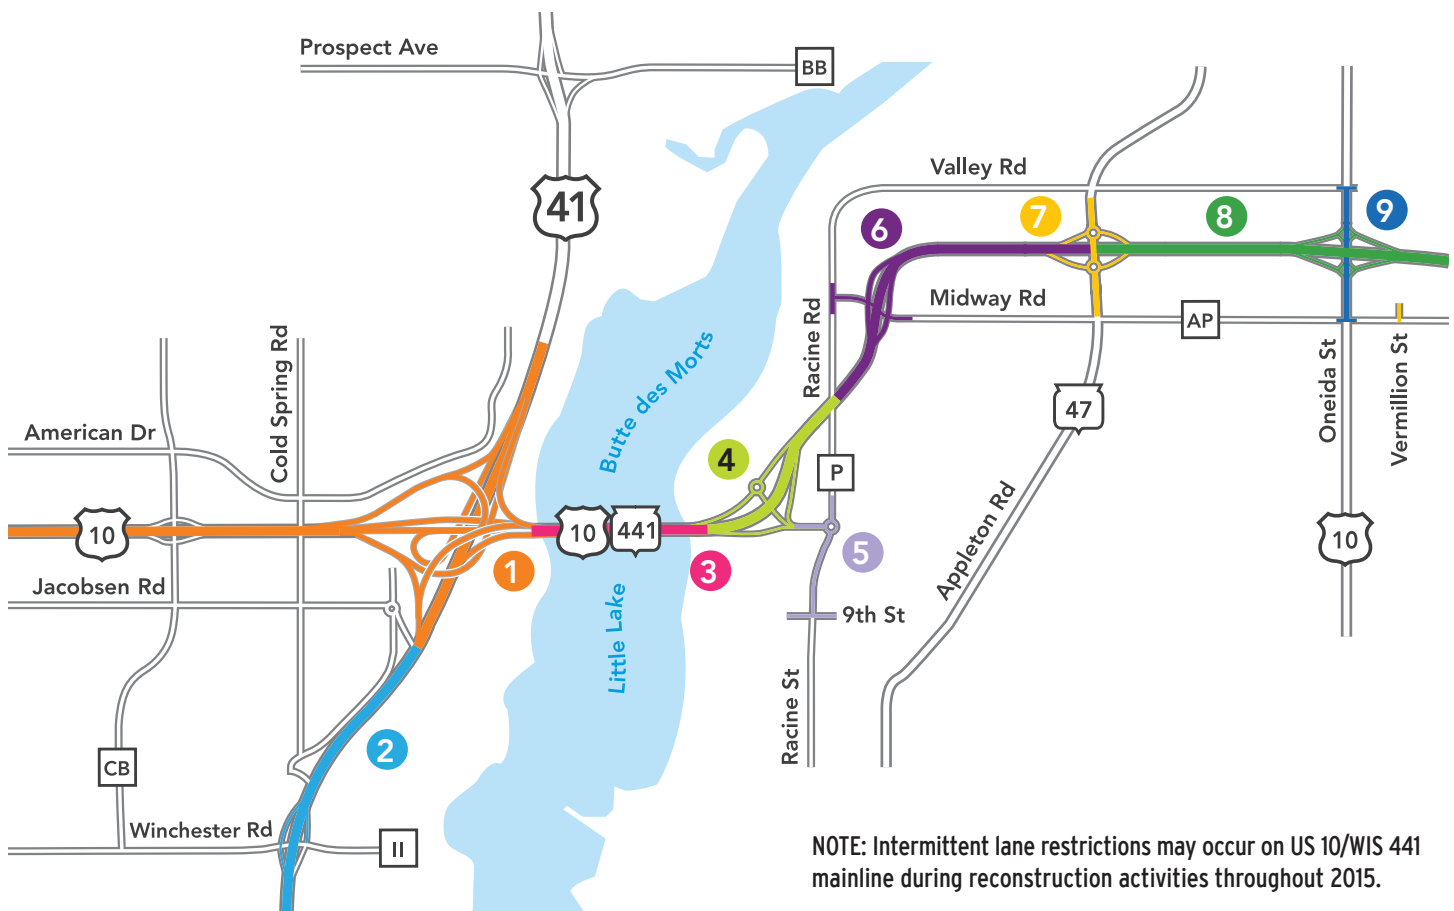 Prospect Ave
BB
41
Valley Rd
6
7
8
9
Midway Rd
AP
Racine Rd
Cold Spring Rd
American Dr
Butte des Morts
47
Oneida St
Vermillion St
4
P
10
10
441
10
1
3
5
Appleton Rd
Jacobsen Rd
9th St
Little Lake
Racine St
2
CB
Winchester Rd
II
NOTE: Intermittent lane restrictions may occur on US 10/WIS 441
mainline during reconstruction activities throughout 2015.